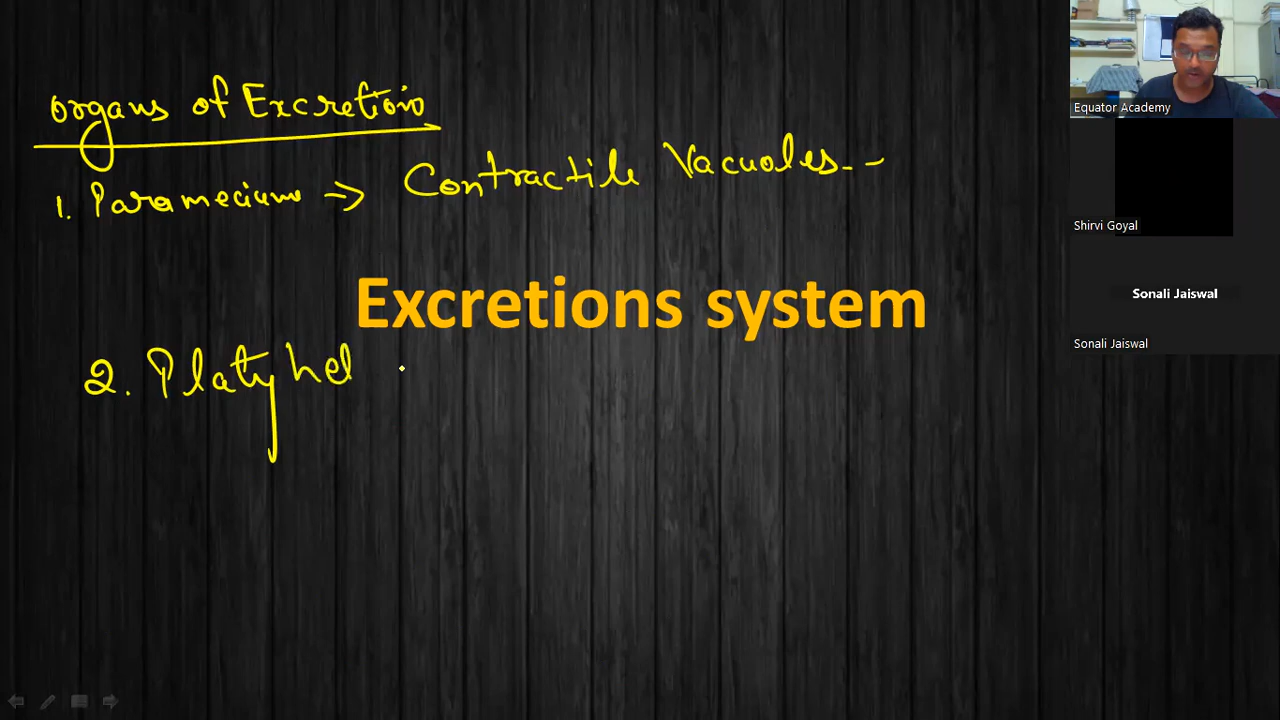 Organs of Excretion
1. Paramecium → Contractile Vacuoles. -
Excretions system
2. Platyhel
Equator Academy
Shirvi Goyal
Sonali Jaiswal
Sonali Jaiswal